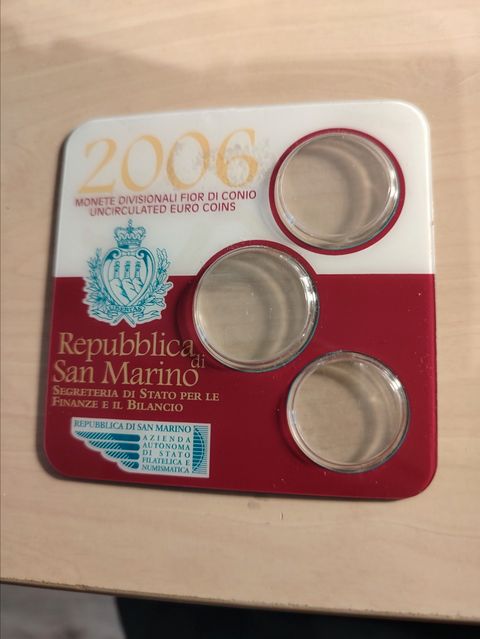 2006
MONETE DIVISIONALI FIOR DI CONIO
UNCIRCULATED EURO COINS
LIBERTAS
Repubblica
di
San Marino
SEGRETERIA DI STATO PER LE
FINANZE E IL BILANCIO
REPUBBLICA DI SAN MARINO
AZIENDA
AUTONOMA
DI STATO
FILATELICA E
NUMISMATICA